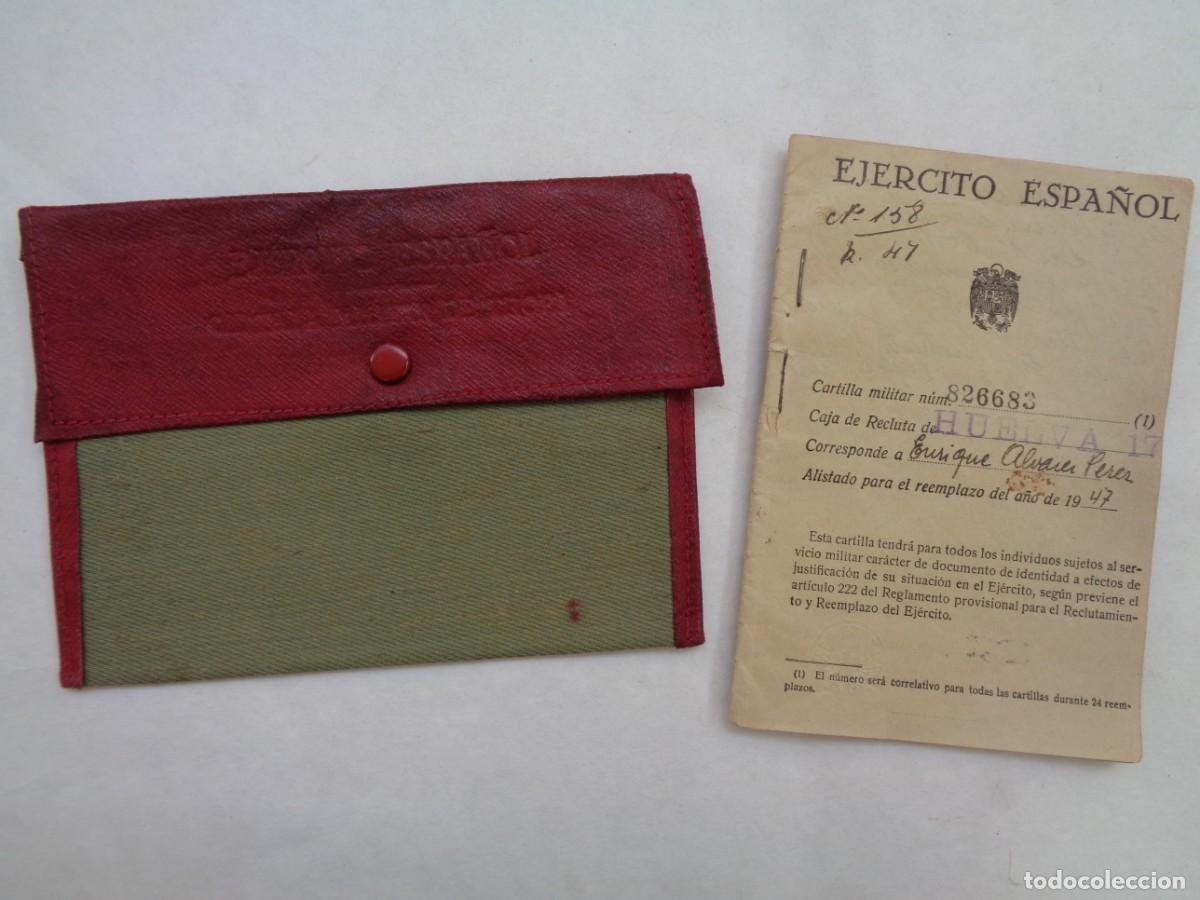 ESPAÑOL
EJERCITO ESPAÑOL
Nº 158
R. 47
Cartilla militar núm. 826683 (1)
Caja de Recluta de HUELVA 17
Corresponde a Enrique Alvarez Perez
Alistado para el reemplazo del año de 1947
Esta cartilla tendrá para todos los individuos sujetos al ser-
vicio militar carácter de documento de identidad a efectos de
justificación de su situación en el Ejército, según previene el
artículo 222 del Reglamento provisional para el Reclutamien-
to y Reemplazo del Ejército.
(1) El número será correlativo para todas las cartillas durante 24 reem-
plazos.
todocoleccion